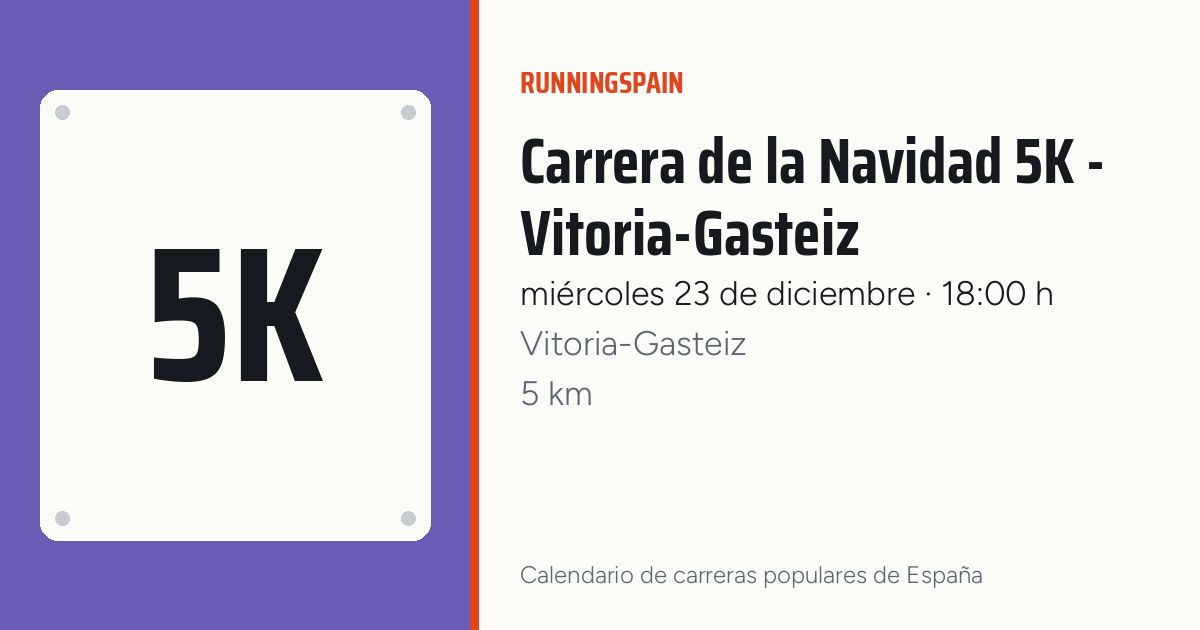 5K
RUNNINGSPAIN
Carrera de la Navidad 5K -
Vitoria-Gasteiz
miércoles 23 de diciembre · 18:00 h
Vitoria-Gasteiz
5 km
Calendario de carreras populares de España